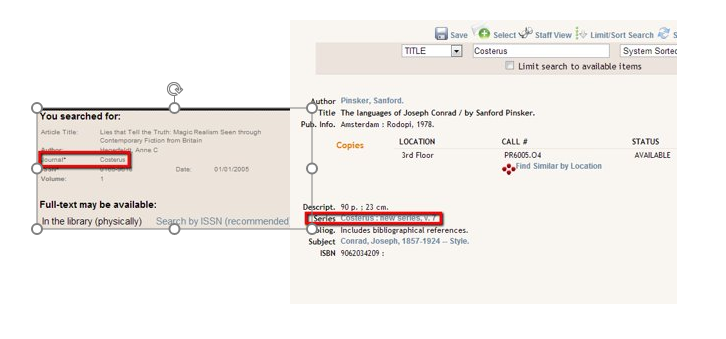 Save Select Staff View Limit/Sort Search S
TITLE Costerus System Sorted
Limit search to available items
You searched for:
Article Title: Lies that Tell the Truth: Magic Realism Seen through
Contemporary Fiction from Britain
Author: Anne C
Journal* Costerus
Date: 01/01/2005
Volume: 1
Full-text may be available:
In the library (physically) Search by ISSN (recommended
Author Pinsker, Sanford.
Title The languages of Joseph Conrad / by Sanford Pinsker.
Pub. Info. Amsterdam : Rodopi, 1978.
Copies LOCATION CALL # STATUS
3rd Floor PR6005.O4 AVAILABLE
Find Similar by Location
Descript. 90 p. ; 23 cm.
Series Costerus ; new series, v. 7
Includes bibliographical references.
Subject Conrad, Joseph, 1857-1924 -- Style.
ISBN 9062034209 :